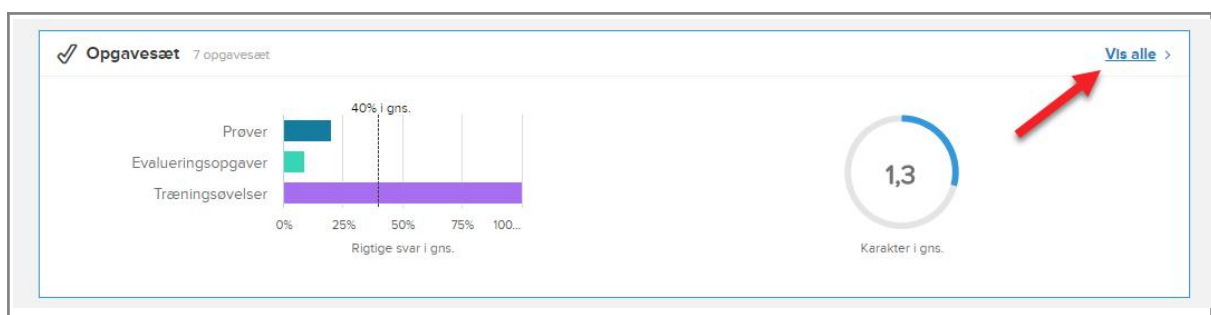 Opgavesæt 7 opgavesæt
Vis alle >
40% i gns.
Prøver
Evalueringsopgaver
Træningsøvelser
0% 25% 50% 75% 100...
Rigtige svar i gns.
1,3
Karakter i gns.